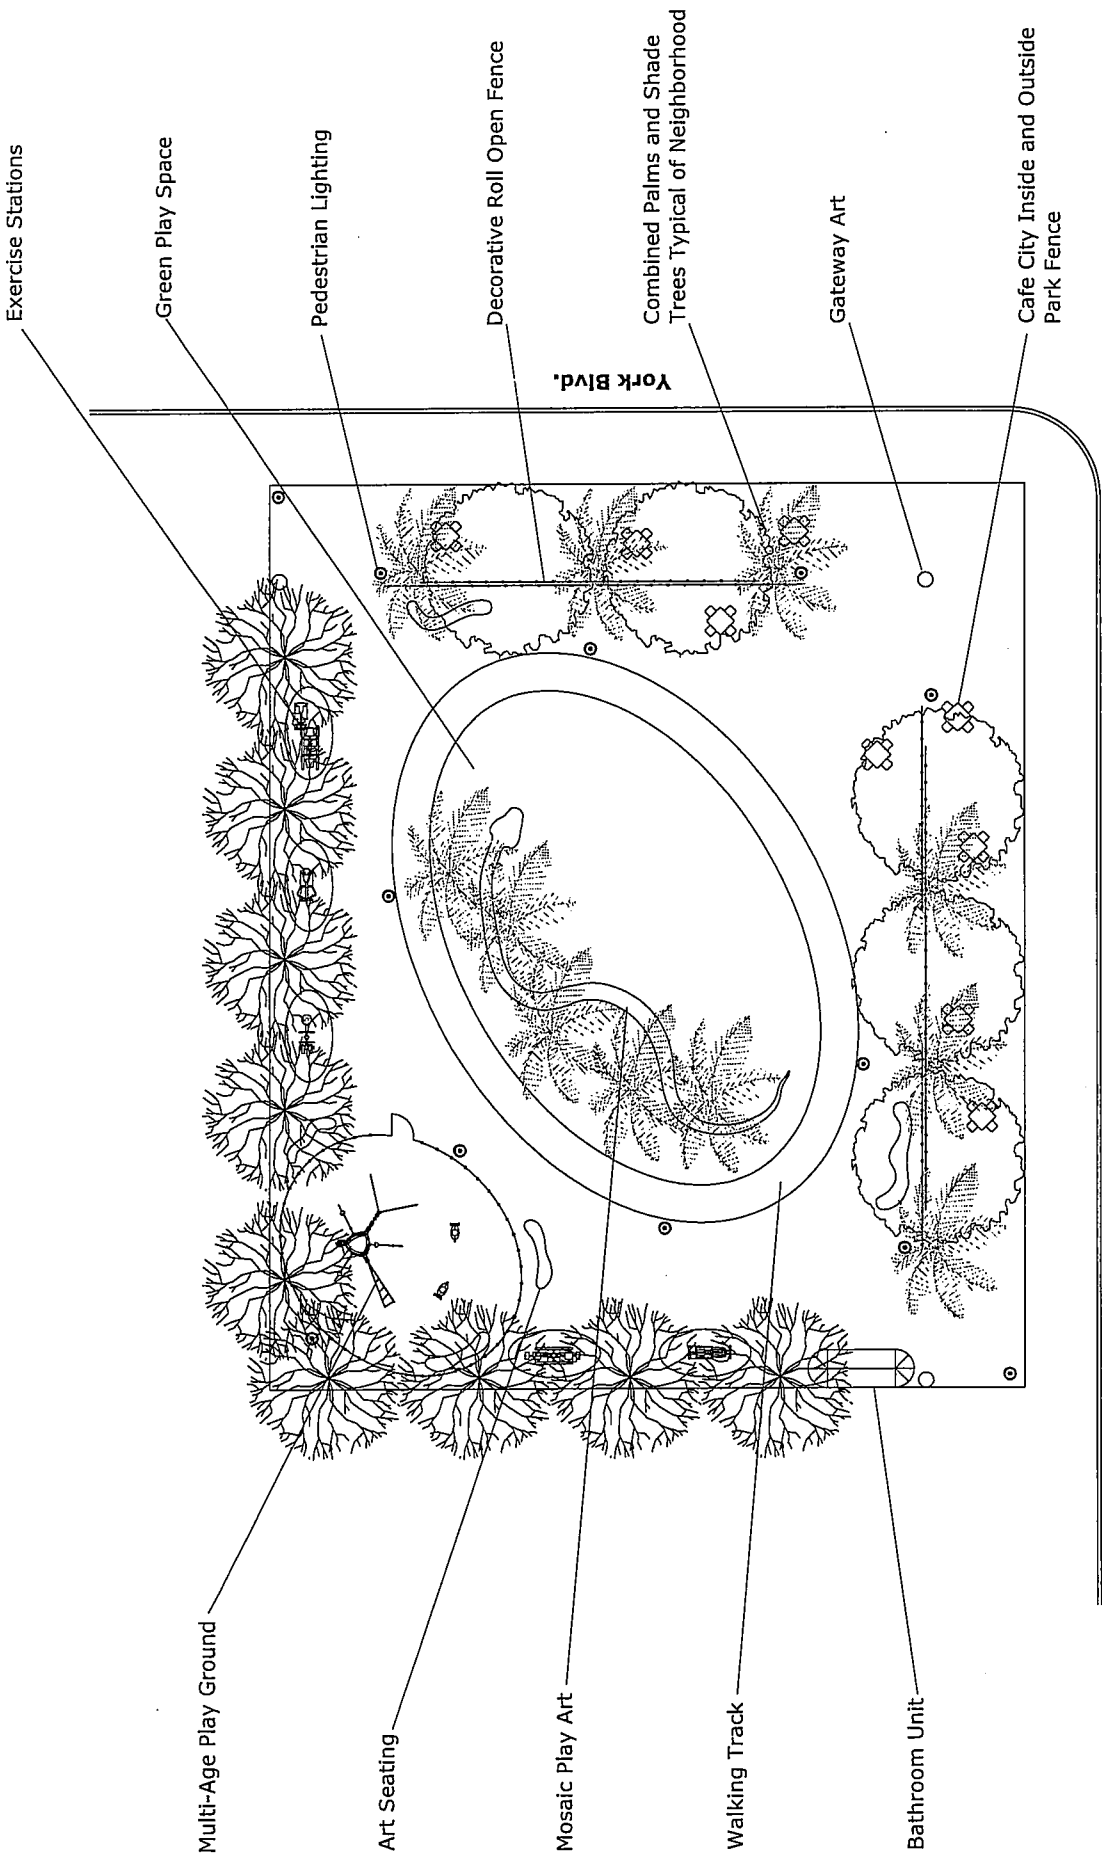 Exercise Stations
Green Play Space
Pedestrian Lighting
Decorative Roll Open Fence
Combined Palms and Shade
Trees Typical of Neighborhood
Gateway Art
Cafe City Inside and Outside
Park Fence
York Blvd.
Multi-Age Play Ground
Art Seating
Mosaic Play Art
Walking Track
Bathroom Unit